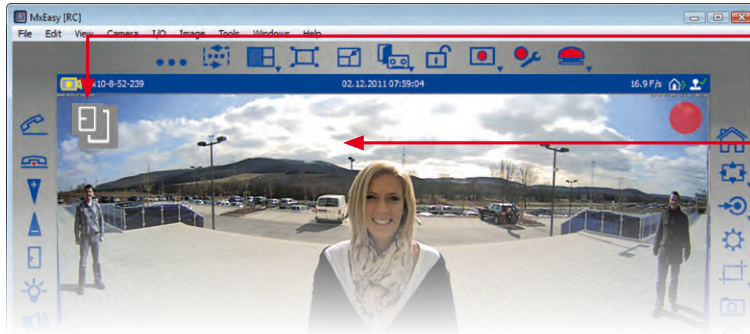 MxEasy [RC]
File Edit View Camera I/O Image Tools Windows Help
10-8-52-239 02.12.2011 07:59:04 16.9 F/s